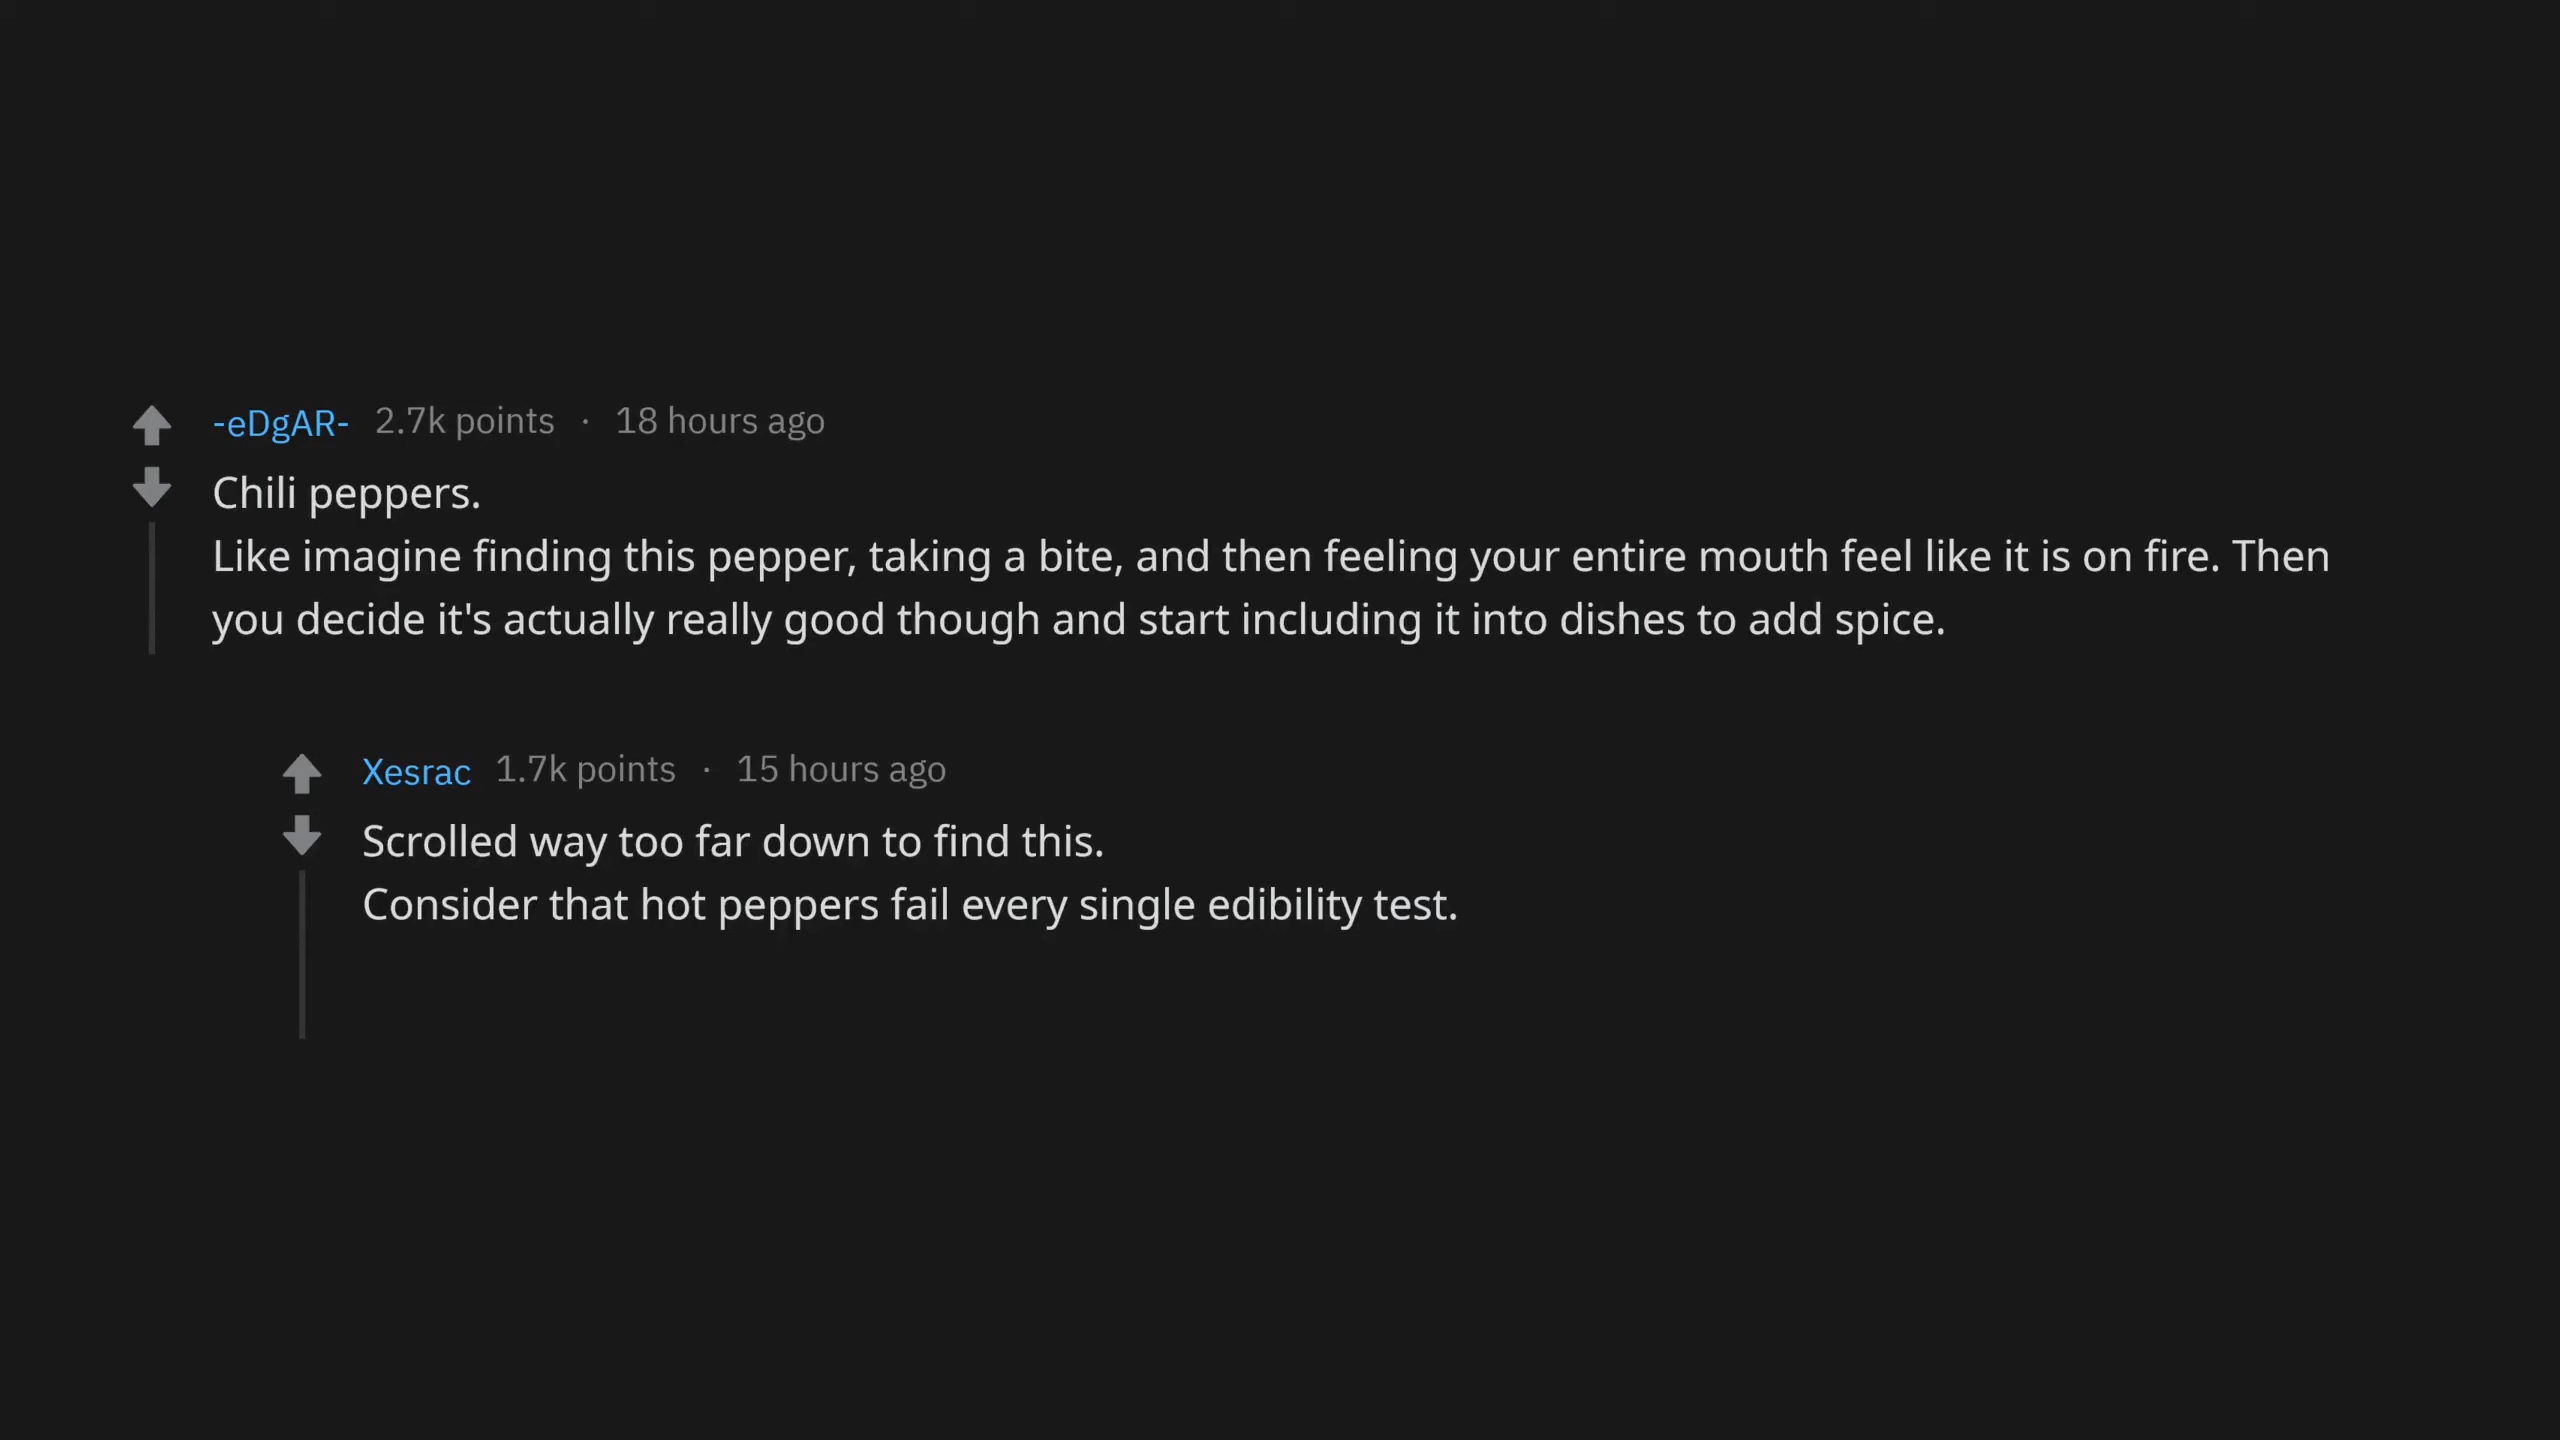 -eDgAR- 2.7k points · 18 hours ago
Chili peppers.
Like imagine finding this pepper, taking a bite, and then feeling your entire mouth feel like it is on fire. Then
you decide it's actually really good though and start including it into dishes to add spice.
Xesrac 1.7k points · 15 hours ago
Scrolled way too far down to find this.
Consider that hot peppers fail every single edibility test.